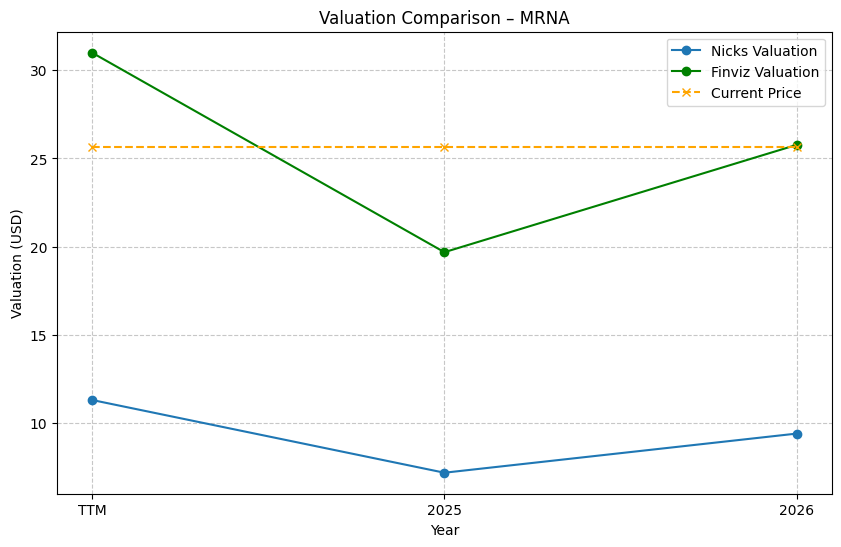 Valuation Comparison – MRNA
Nicks Valuation
Finviz Valuation
Current Price
Valuation (USD)
30
25
20
15
10
TTM
2025
2026
Year